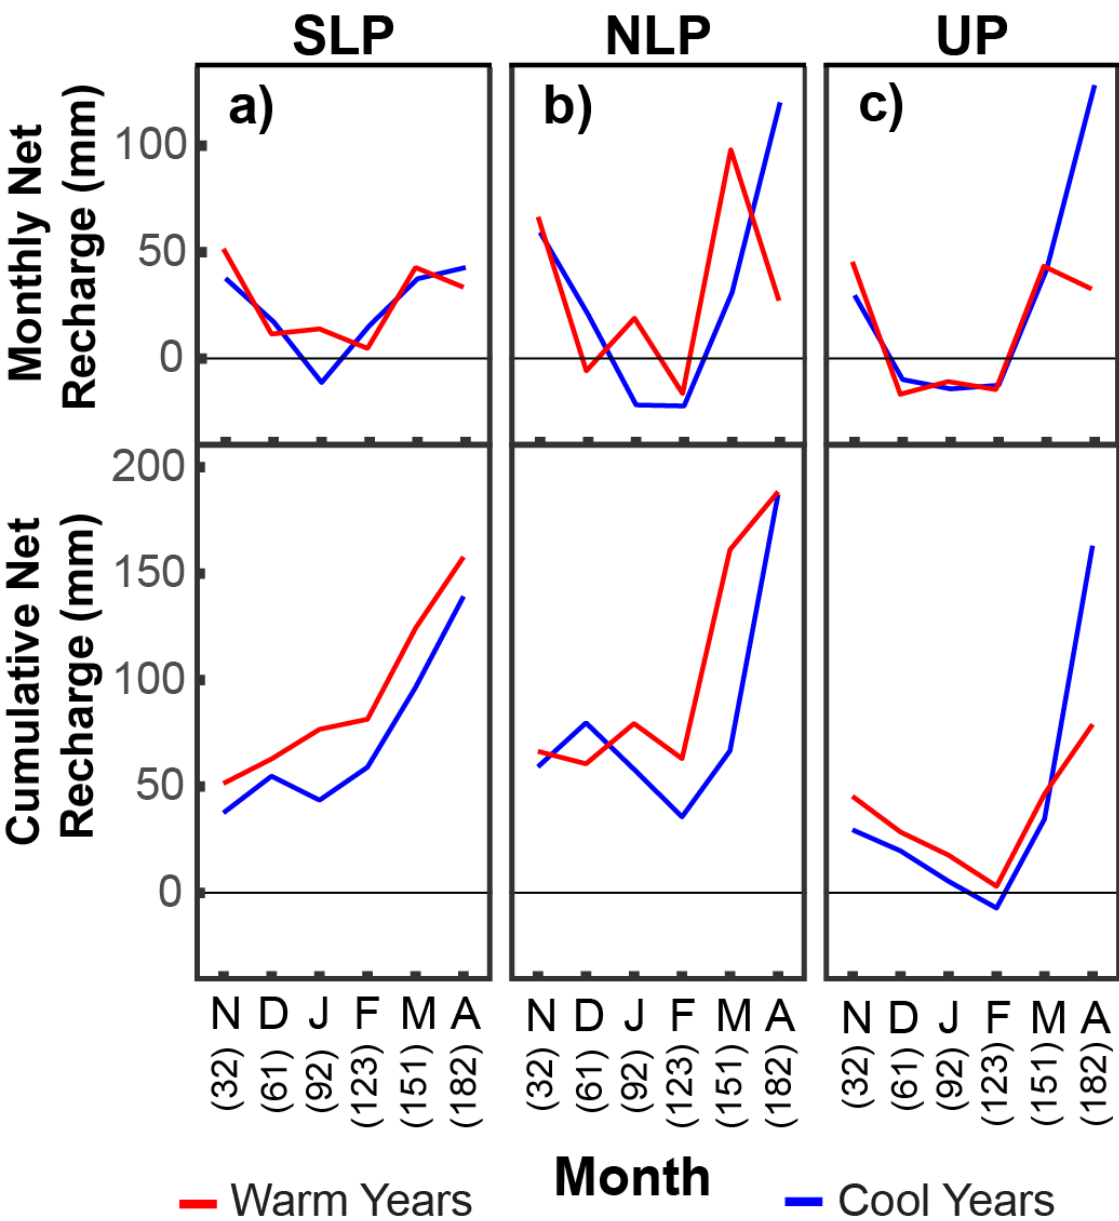 SLP NLP UP
a) b) c)
Monthly Net
Recharge (mm)
100
50
0
Cumulative Net
Recharge (mm)
200
150
100
50
0
N D J F M A N D J F M A N D J F M A
(32) (61) (92) (123) (151) (182) (32) (61) (92) (123) (151) (182) (32) (61) (92) (123) (151) (182)
Month
Warm Years Cool Years